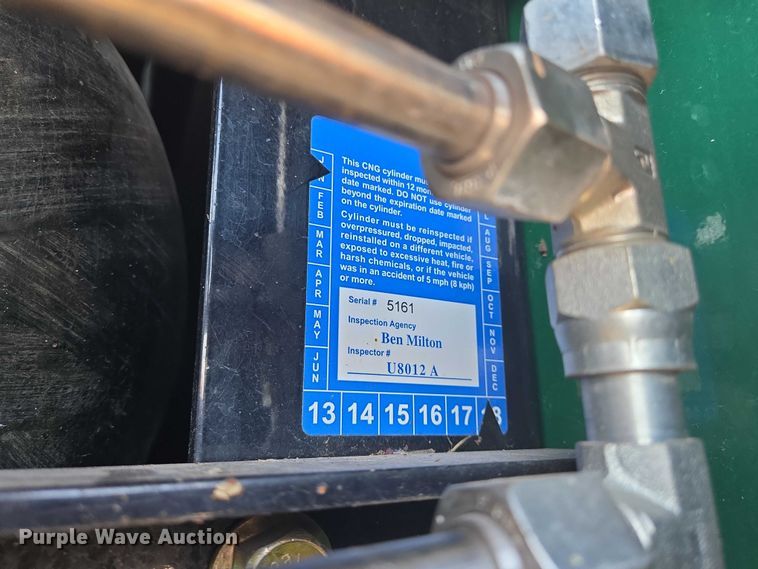 This CNG cylinder must
inspected within 12 mon
date marked. DO NOT use cylinder
beyond the expiration date marked
on the cylinder.
Cylinder must be reinspected if
overpressured, dropped, impacted,
reinstalled on a different vehicle,
exposed to excessive heat, fire or
harsh chemicals, or if the vehicle
was in an accident of 5 mph (8 kph)
or more.
Serial # 5161
Inspection Agency
Ben Milton
Inspector #
U8012 A
FEB
MAR
APR
MAY
JUN
AUG
SEP
OCT
NOV
DEC
13 14 15 16 17
Purple Wave Auction